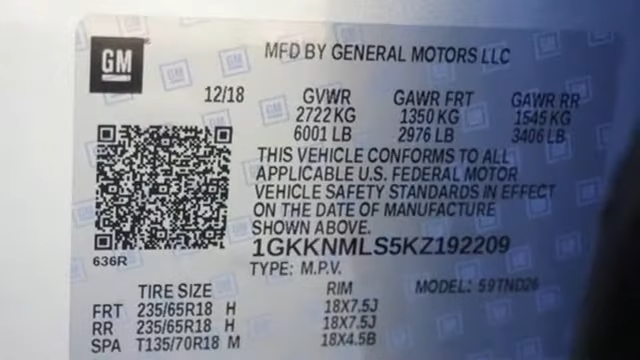 GM
MFD BY GENERAL MOTORS LLC
12/18 GVWR GAWR FRT GAWR RR
2722 KG 1350 KG 1545 KG
6001 LB 2976 LB 3406 LB
THIS VEHICLE CONFORMS TO ALL
APPLICABLE U.S. FEDERAL MOTOR
VEHICLE SAFETY STANDARDS IN EFFECT
ON THE DATE OF MANUFACTURE
SHOWN ABOVE.
636R
1GKKNMLS5KZ192209
TYPE: M.P.V. MODEL: 59TND26
TIRE SIZE RIM
FRT 235/65R18 H 18X7.5J
RR 235/65R18 H 18X7.5J
SPA T135/70R18 M 18X4.5B